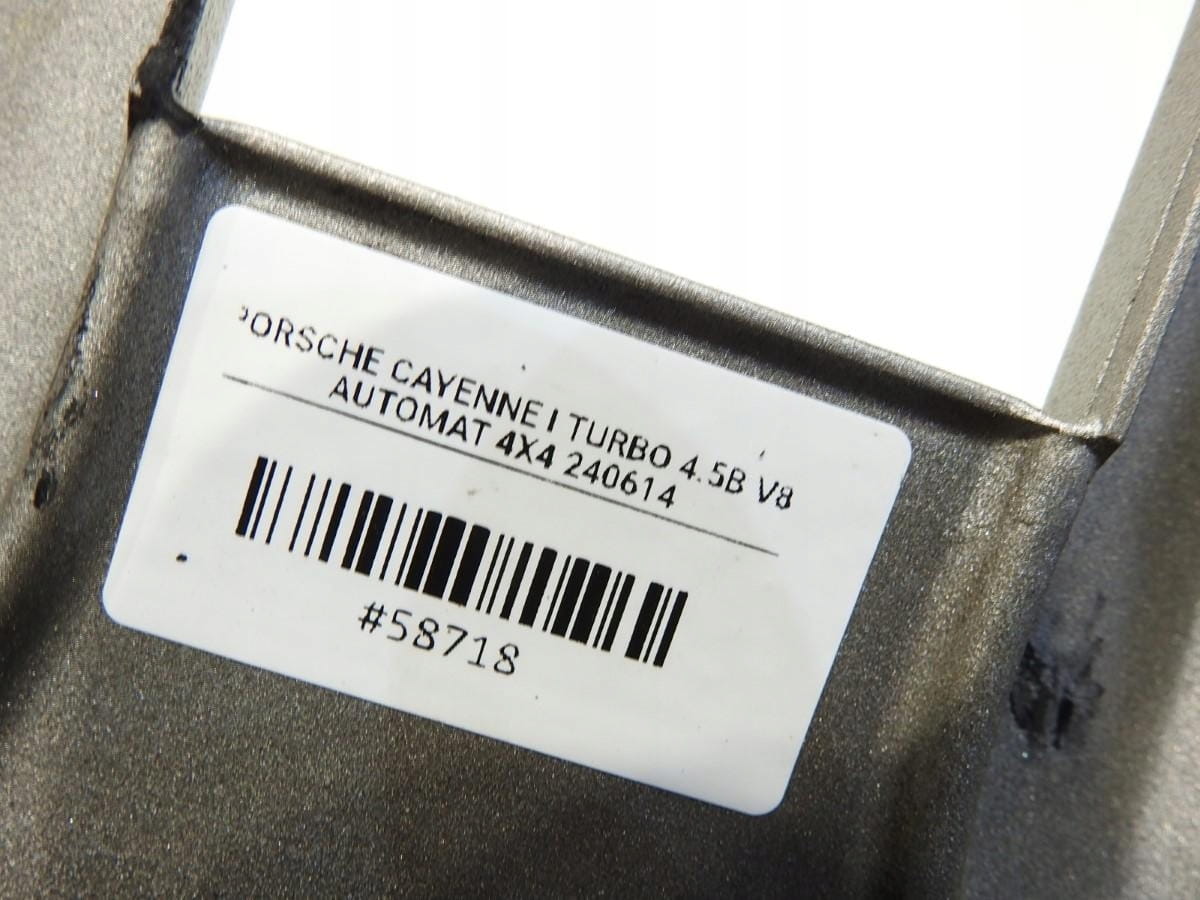 PORSCHE CAYENNE I TURBO 4.5B V8
AUTOMAT 4X4 240614
#58718